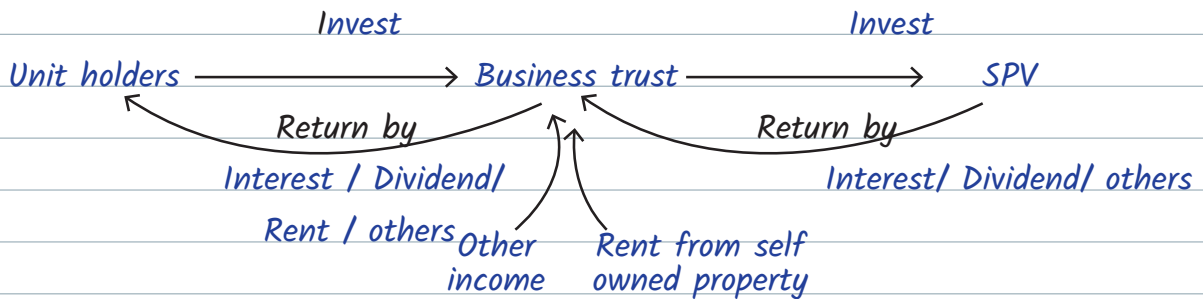 Invest Invest
Unit holders Business trust SPV
Return by Return by
Interest / Dividend/ Interest/ Dividend/ others
Rent / others
Other Rent from self
income owned property